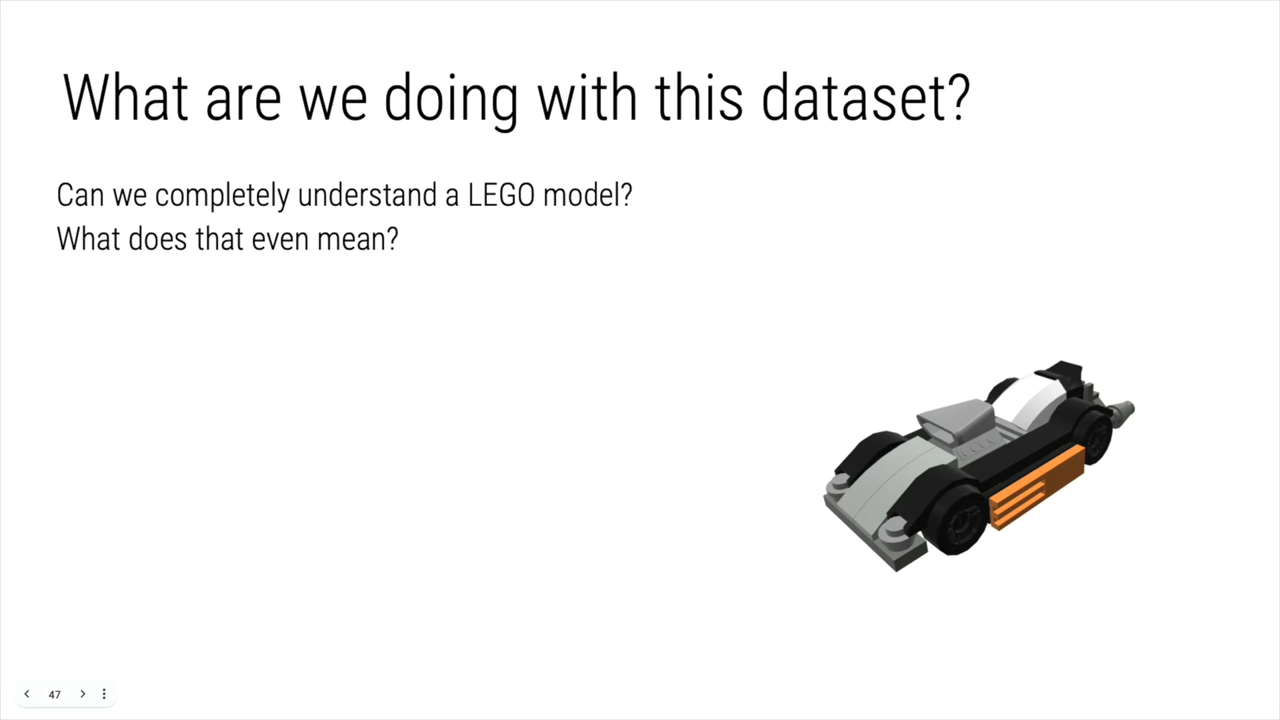 What are we doing with this dataset?
Can we completely understand a LEGO model?
What does that even mean?
47